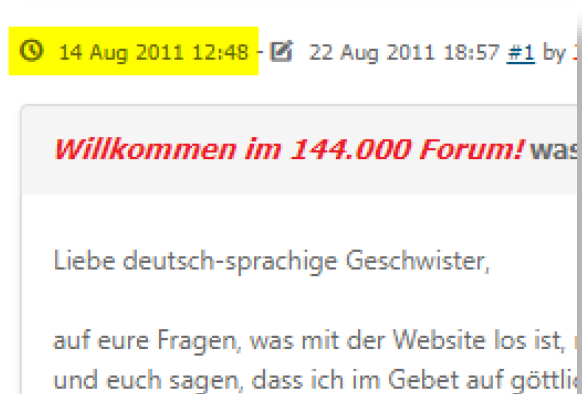 14 Aug 2011 12:48 - 22 Aug 2011 18:57 #1 by
Willkommen im 144.000 Forum! was
Liebe deutsch-sprachige Geschwister,
auf eure Fragen, was mit der Website los ist,
und euch sagen, dass ich im Gebet auf